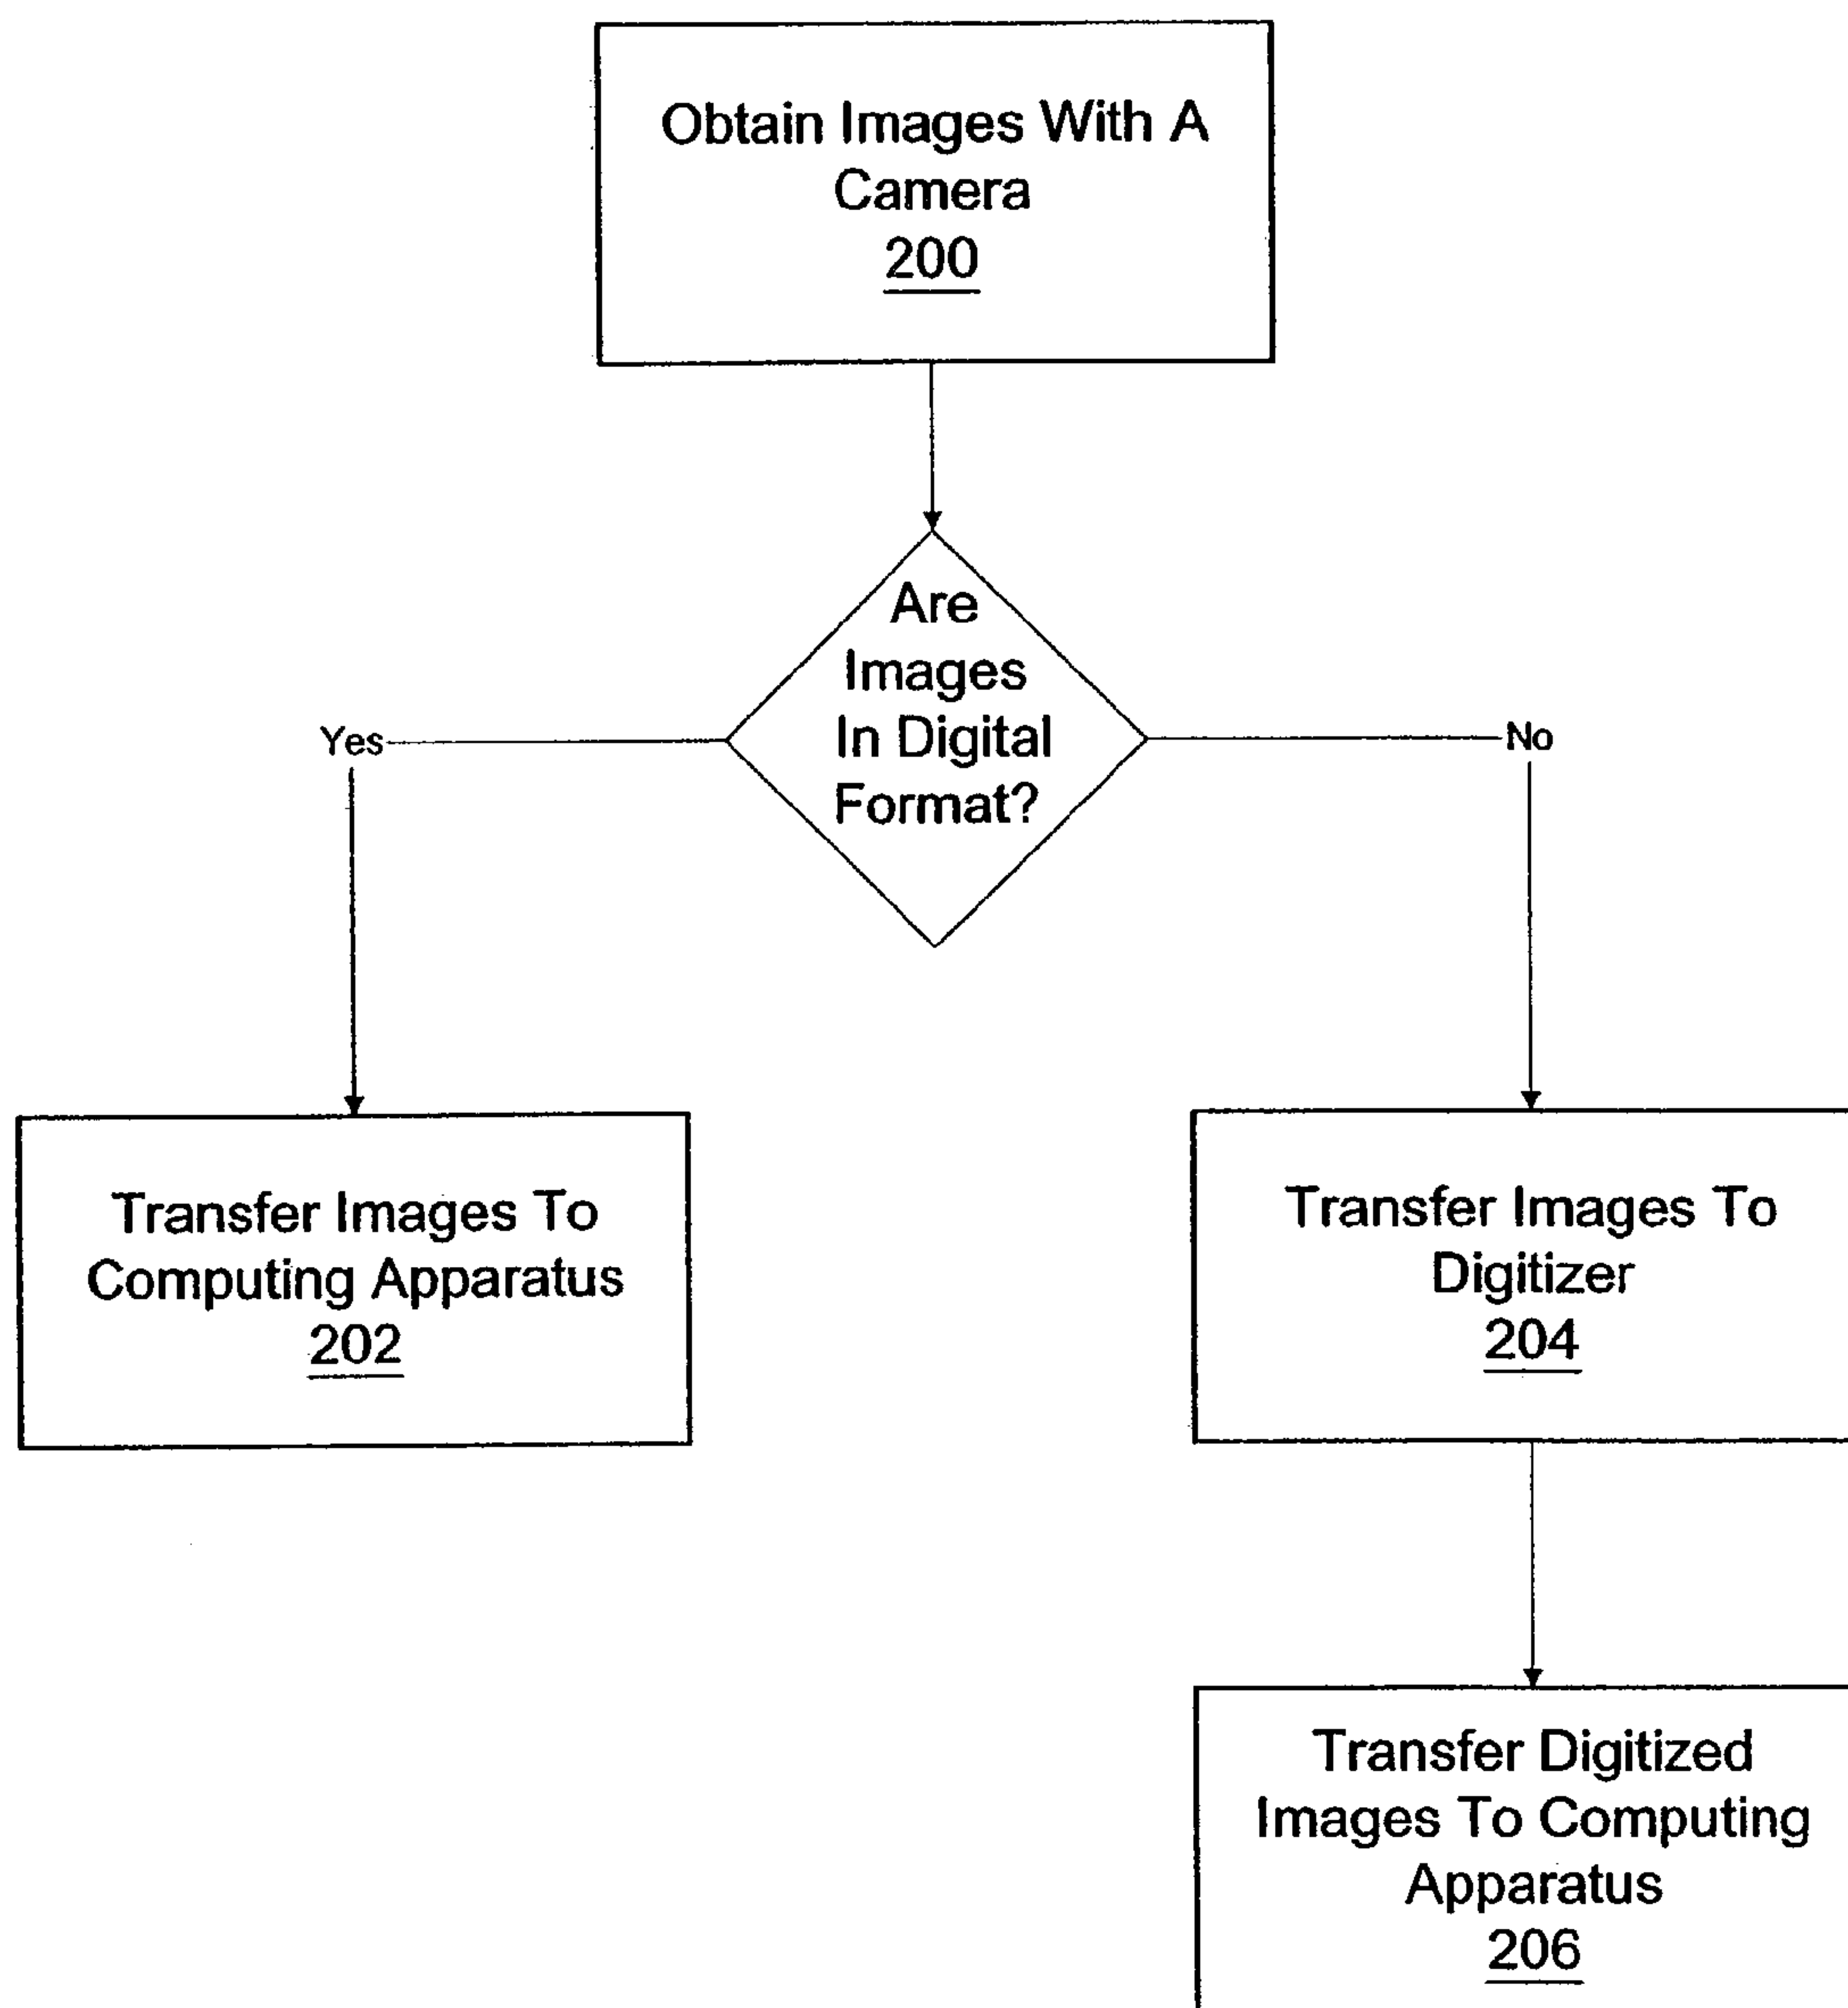 Obtain Images With A
Camera
200
Are
Images
In Digital
Format?
Yes
No
Transfer Images To
Computing Apparatus
202
Transfer Images To
Digitizer
204
Transfer Digitized
Images To Computing
Apparatus
206